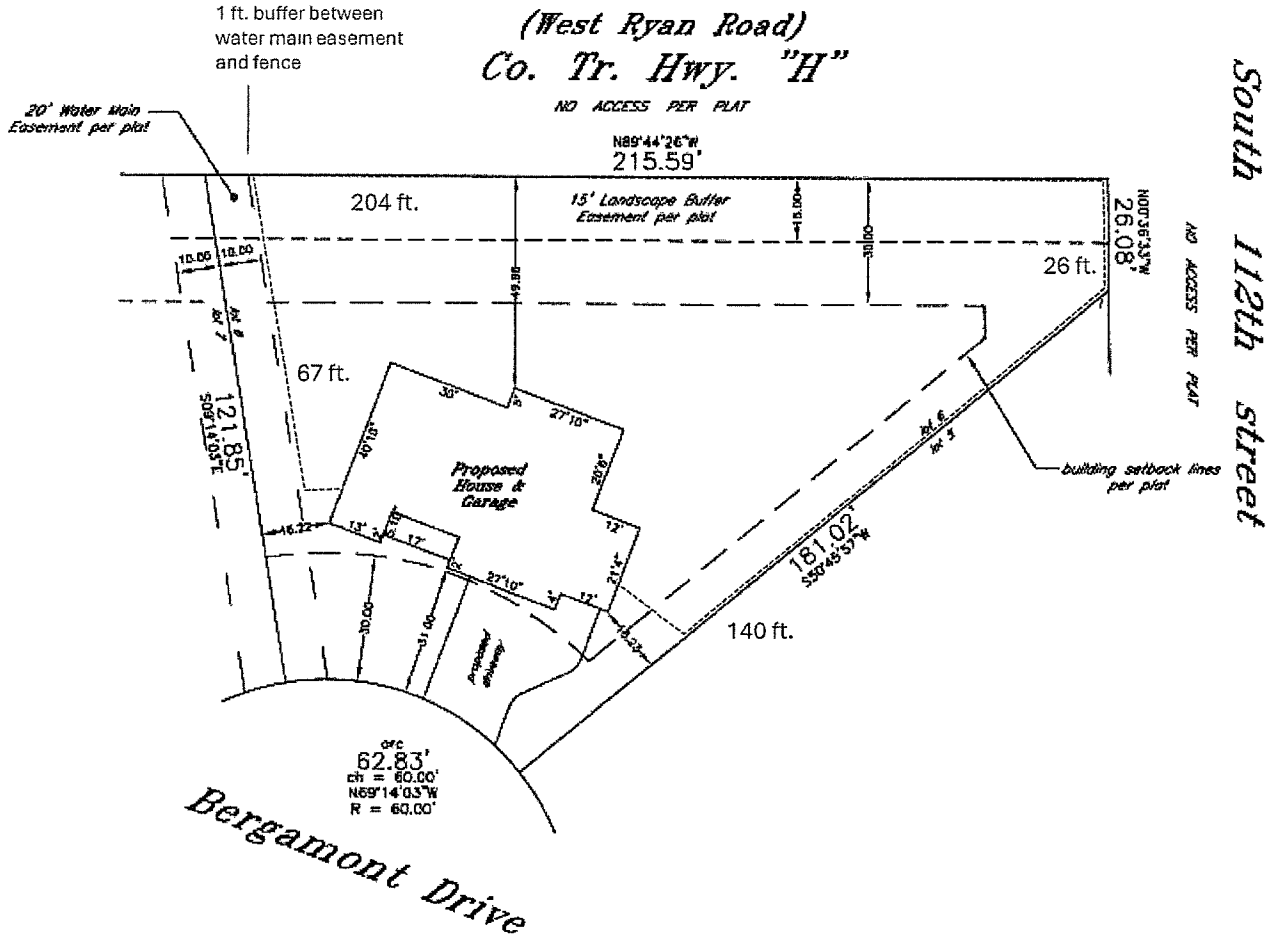 1 ft. buffer between
water main easement
and fence
(West Ryan Road)
Co. Tr. Hwy. "H"
NO ACCESS PER PLAT
South 112th street
20' Water Main
Easement per plat
N89°44'26"W
215.59'
204 ft.
15' Landscape Buffer
Easement per plat
15.00
30.00
N00°36'33"W
26.08'
26 ft.
NO ACCESS PER PLAT
10.00
10.00
49.86
lot 8
lot 7
67 ft.
121.85'
S09°14'03"E
30'
27'10"
40'10"
Proposed
House &
Garage
20'6"
lot 6
lot 5
building setback lines
per plat
16.22
13'
17'
12'
21'4"
27'10"
4'
12'
181.02'
S50°45'57"W
140 ft.
30.00
31.00
proposed
driveway
18.23
arc
62.83'
ch = 60.00'
N69°14'03"W
R = 60.00'
Bergamont Drive